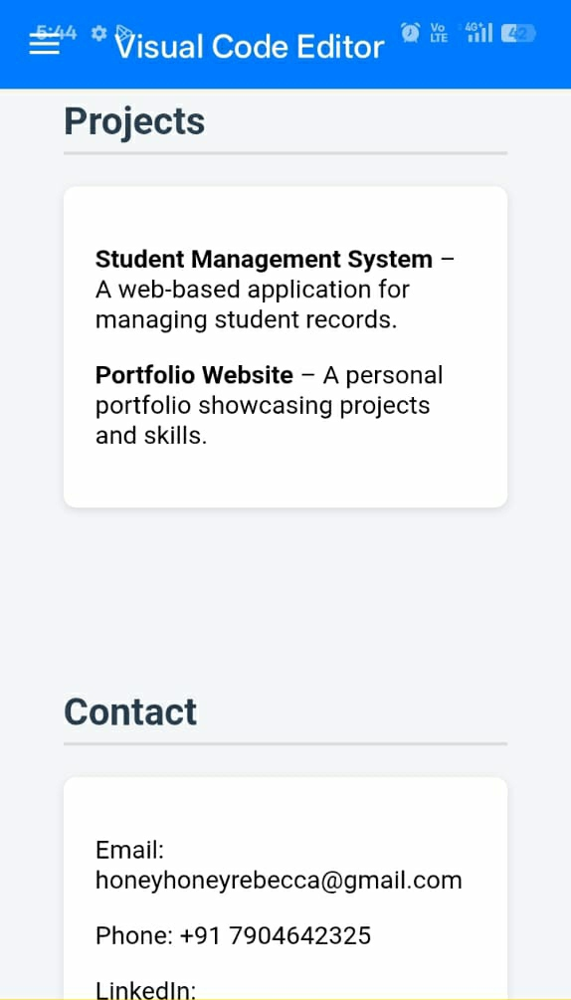 5:44
Vo
LTE
4G+
42
Visual Code Editor
Projects
Student Management System –
A web-based application for
managing student records.
Portfolio Website – A personal
portfolio showcasing projects
and skills.
Contact
Email:
honeyhoneyrebecca@gmail.com
Phone: +91 7904642325
LinkedIn: